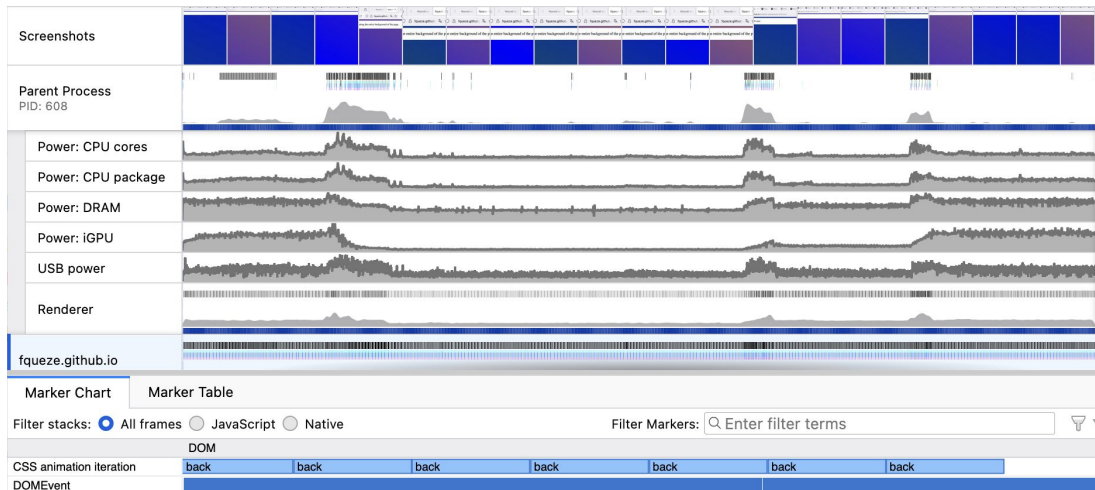 Screenshots
Parent Process
PID: 608
Power: CPU cores
Power: CPU package
Power: DRAM
Power: iGPU
USB power
Renderer
fqueze.github.io
Marker Chart
Marker Table
Filter stacks: All frames JavaScript Native
Filter Markers: Enter filter terms
DOM
CSS animation iteration back back back back back back back
DOMEvent